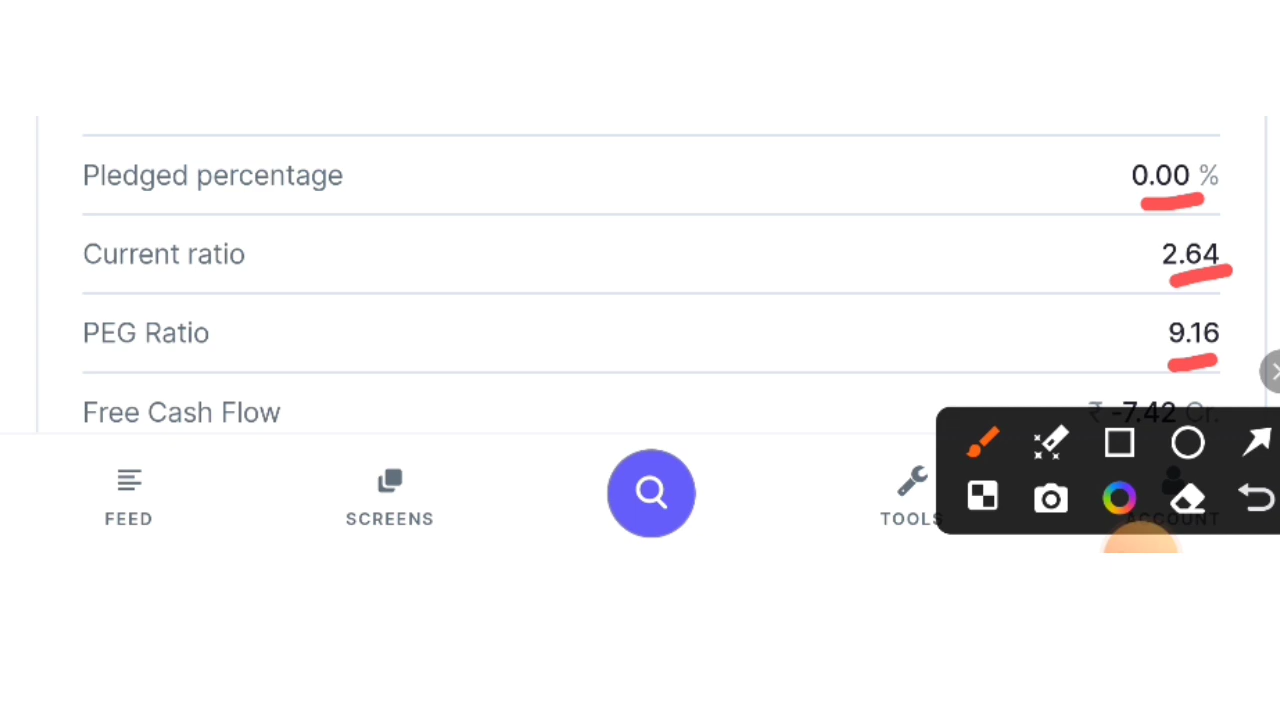 Pledged percentage 0.00 %
Current ratio 2.64
PEG Ratio 9.16
Free Cash Flow ₹ -7.42 Cr.
FEED SCREENS TOOLS ACCOUNT